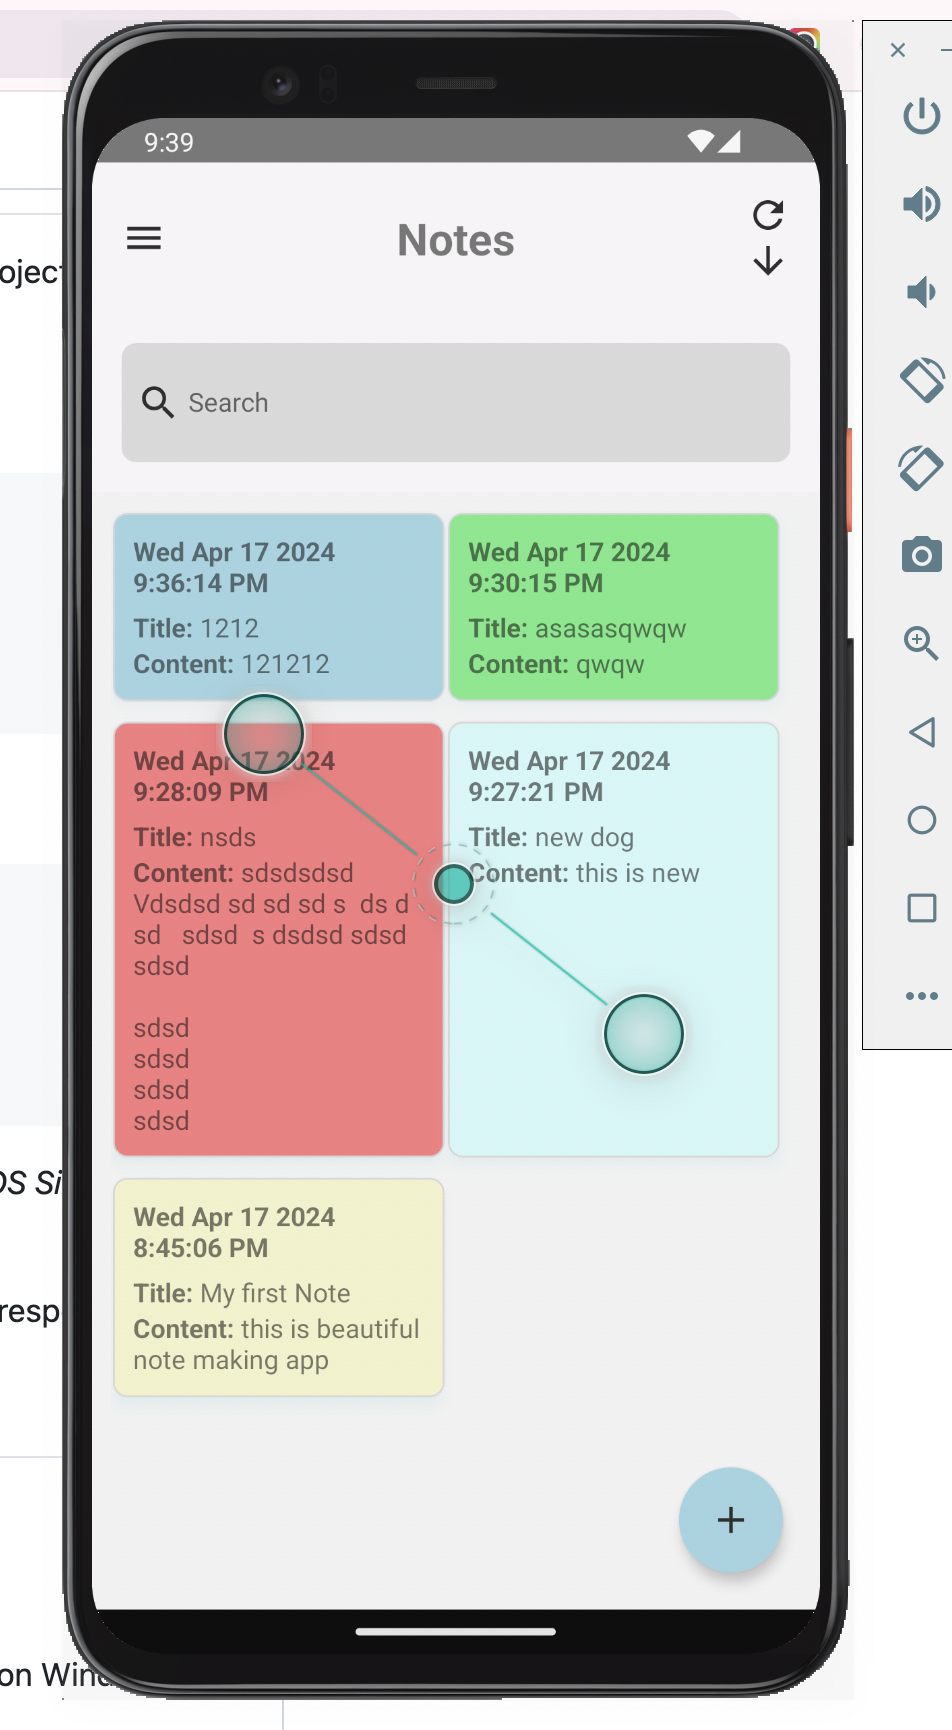 9:39
oject
Notes
Search
Wed Apr 17 2024
9:36:14 PM
Title: 1212
Content: 121212
Wed Apr 17 2024
9:30:15 PM
Title: asasasqwqw
Content: qwqw
Wed Apr 17 2024
9:28:09 PM
Title: nsds
Content: sdsdsdsd
Vdsdsd sd sd sd s  ds d
sd   sdsd  s dsdsd sdsd
sdsd
sdsd
sdsd
sdsd
sdsd
Wed Apr 17 2024
9:27:21 PM
Title: new dog
Content: this is new
OS Si
Wed Apr 17 2024
8:45:06 PM
Title: My first Note
Content: this is beautiful
note making app
resp
+
on Wind